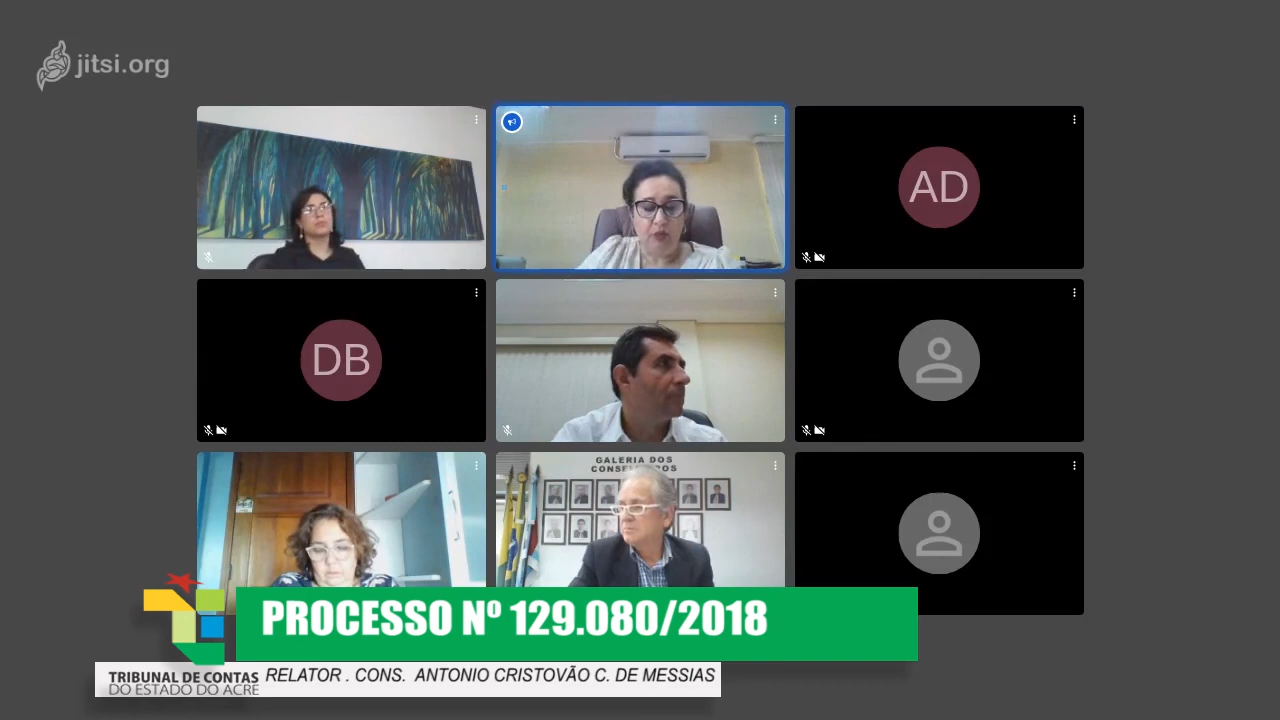 jitsi.org
AD
DB
GALERIA DOS
PROCESSO Nº 129.080/2018
RELATOR . CONS. ANTONIO CRISTOVÃO C. DE MESSIAS
TRIBUNAL DE CONTAS
DO ESTADO DO ACRE